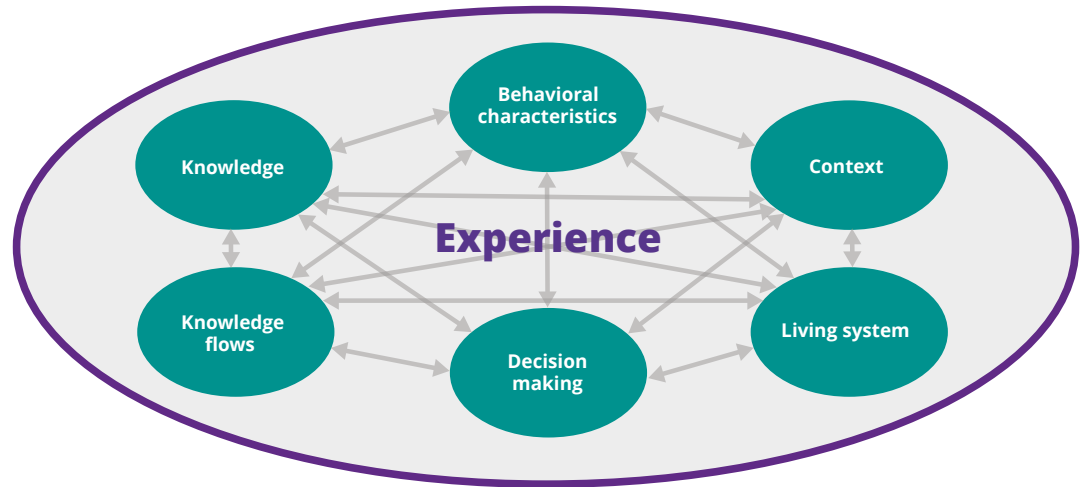 Behavioral
characteristics
Knowledge
Context
Experience
Knowledge
flows
Decision
making
Living system